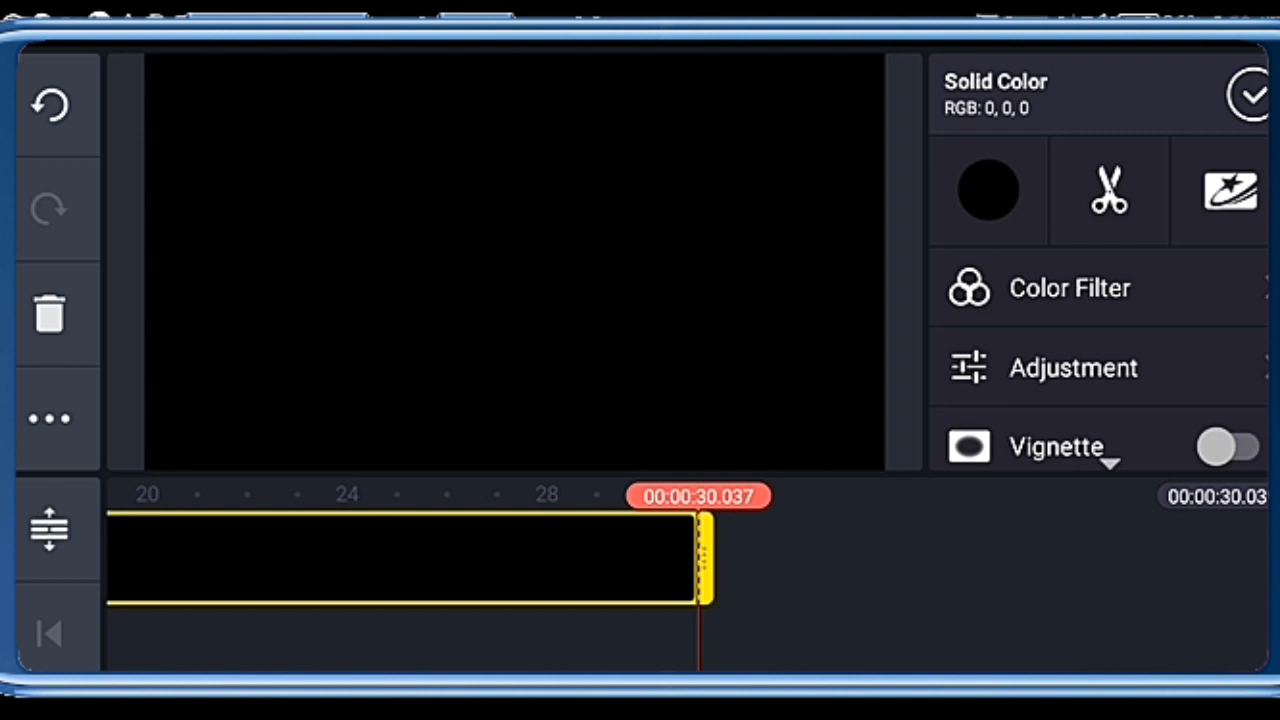 Solid Color
RGB: 0, 0, 0
Color Filter
Adjustment
Vignette
20
24
28
00:00:30.037
00:00:30.03